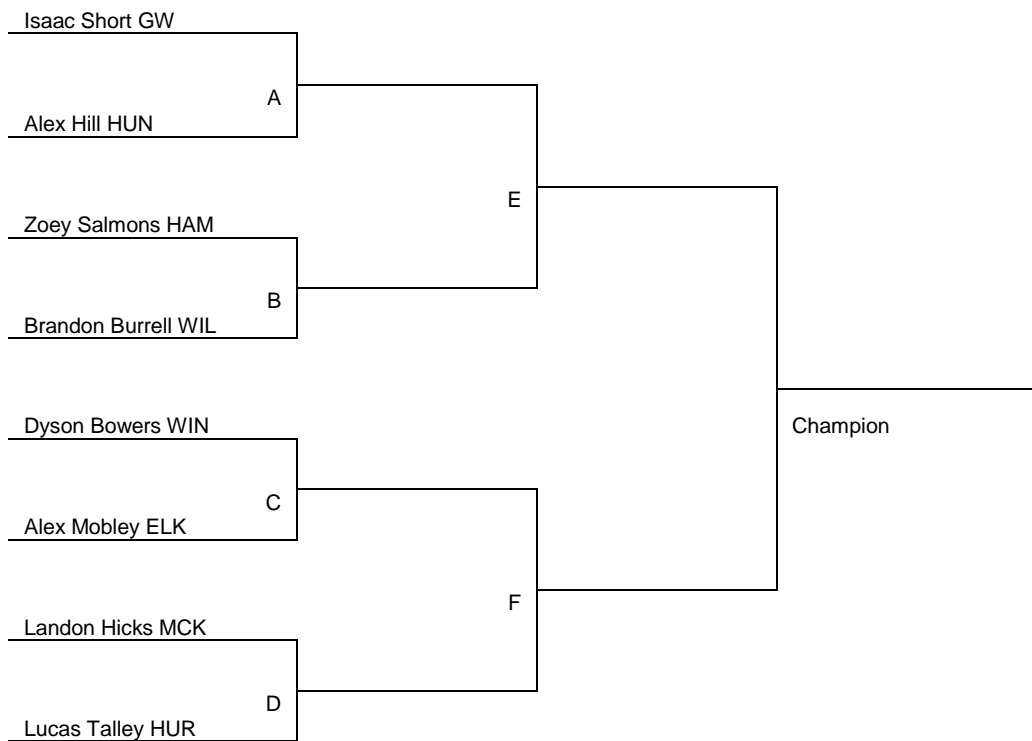 Isaac Short GW
A
Alex Hill HUN
E
Zoey Salmons HAM
B
Brandon Burrell WIL
Dyson Bowers WIN
Champion
C
Alex Mobley ELK
F
Landon Hicks MCK
D
Lucas Talley HUR